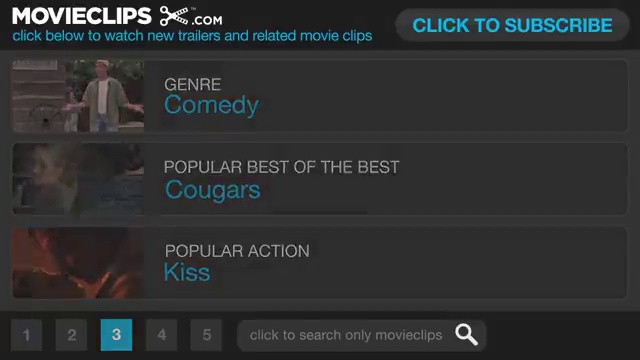 MOVIECLIPS ™.COM
click below to watch new trailers and related movie clips
CLICK TO SUBSCRIBE
GENRE
Comedy
POPULAR BEST OF THE BEST
Cougars
POPULAR ACTION
Kiss
1 2 3 4 5
click to search only movieclips